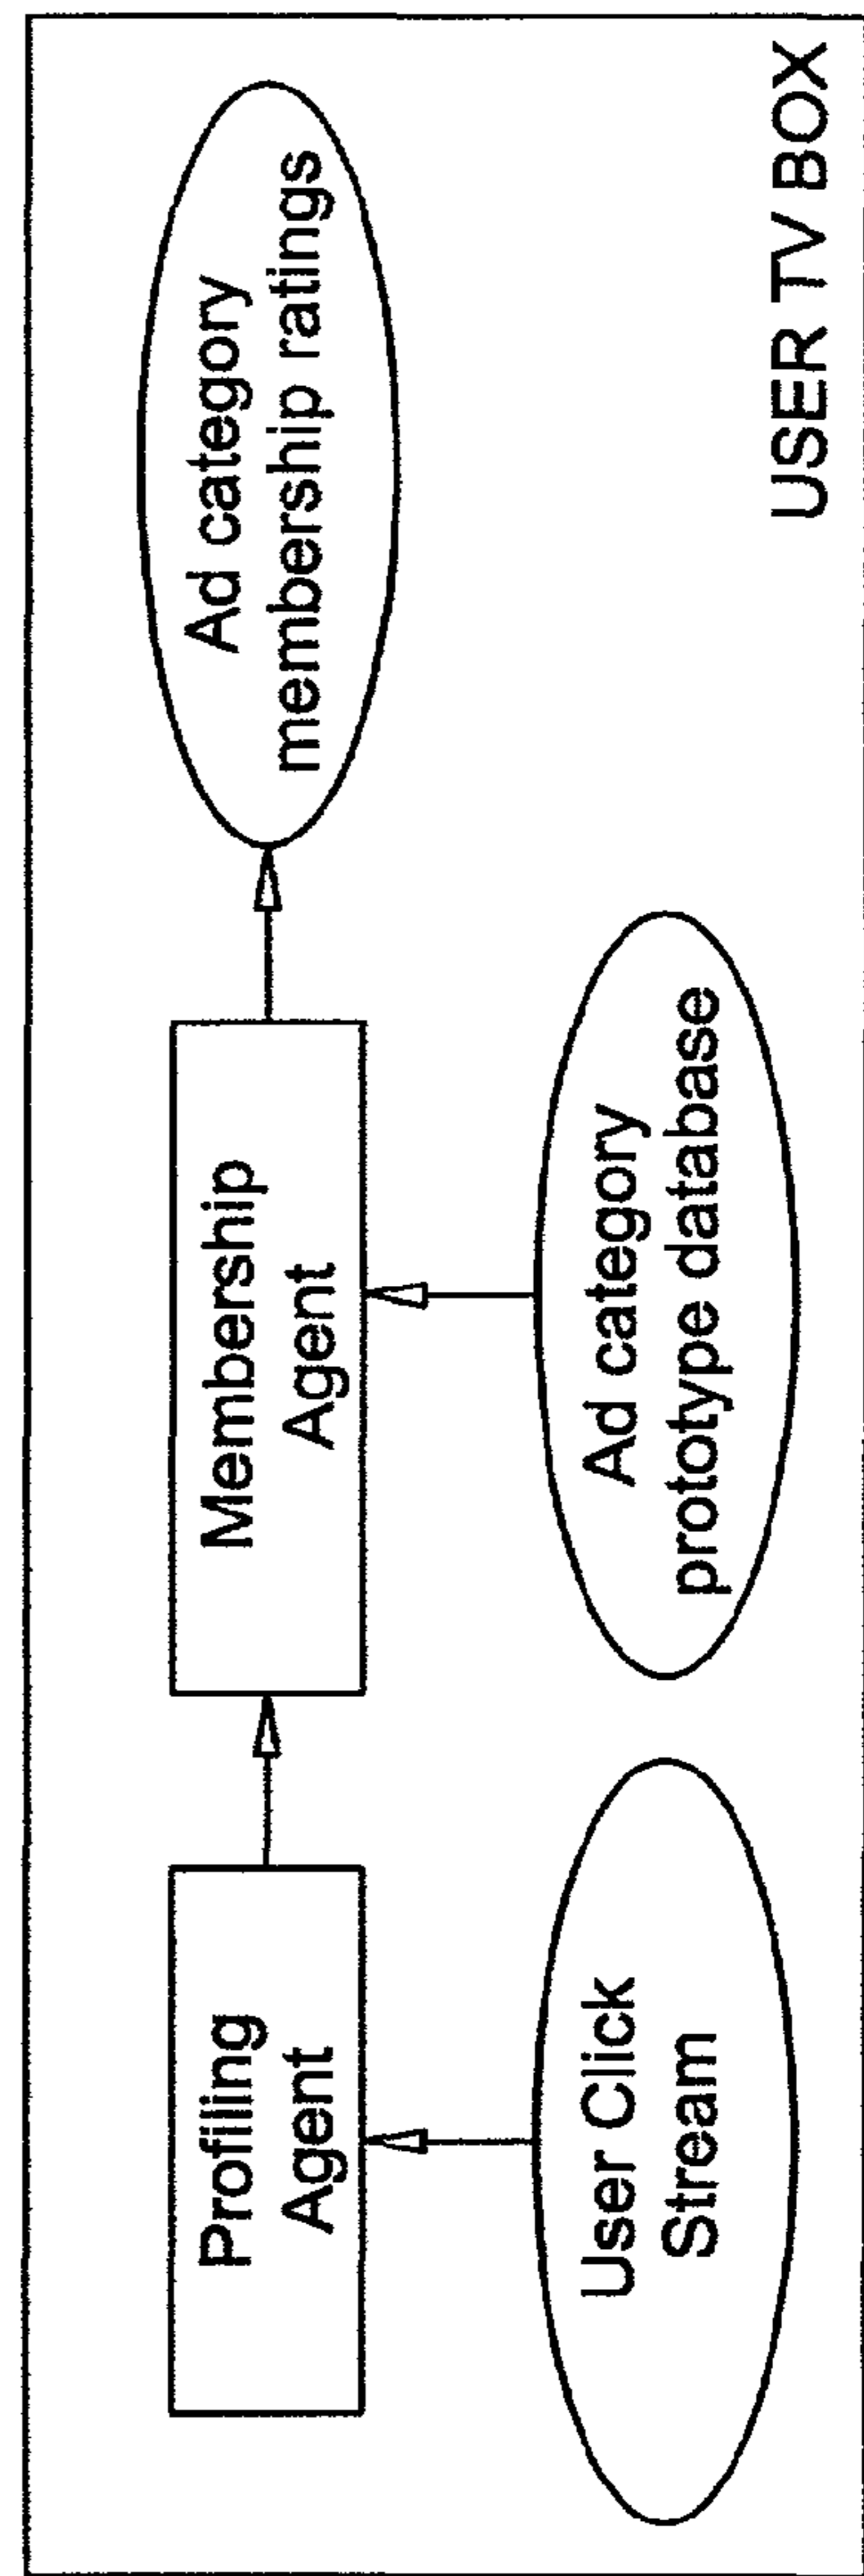 Profiling
Agent
Membership
Agent
Ad category
membership ratings
User Click
Stream
Ad category
prototype database
USER TV BOX